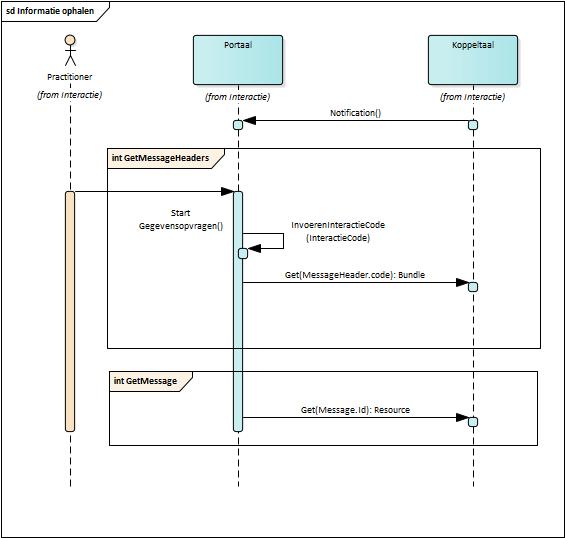 sd Informatie ophalen
Portaal
Koppeltaal
Practitioner
(from Interactie)
(from Interactie)
(from Interactie)
Notification()
int GetMessageHeaders
Start
Gegevensopvragen()
InvoerenInteractieCode
(InteractieCode)
Get(MessageHeader.code): Bundle
int GetMessage
Get(Message.Id): Resource